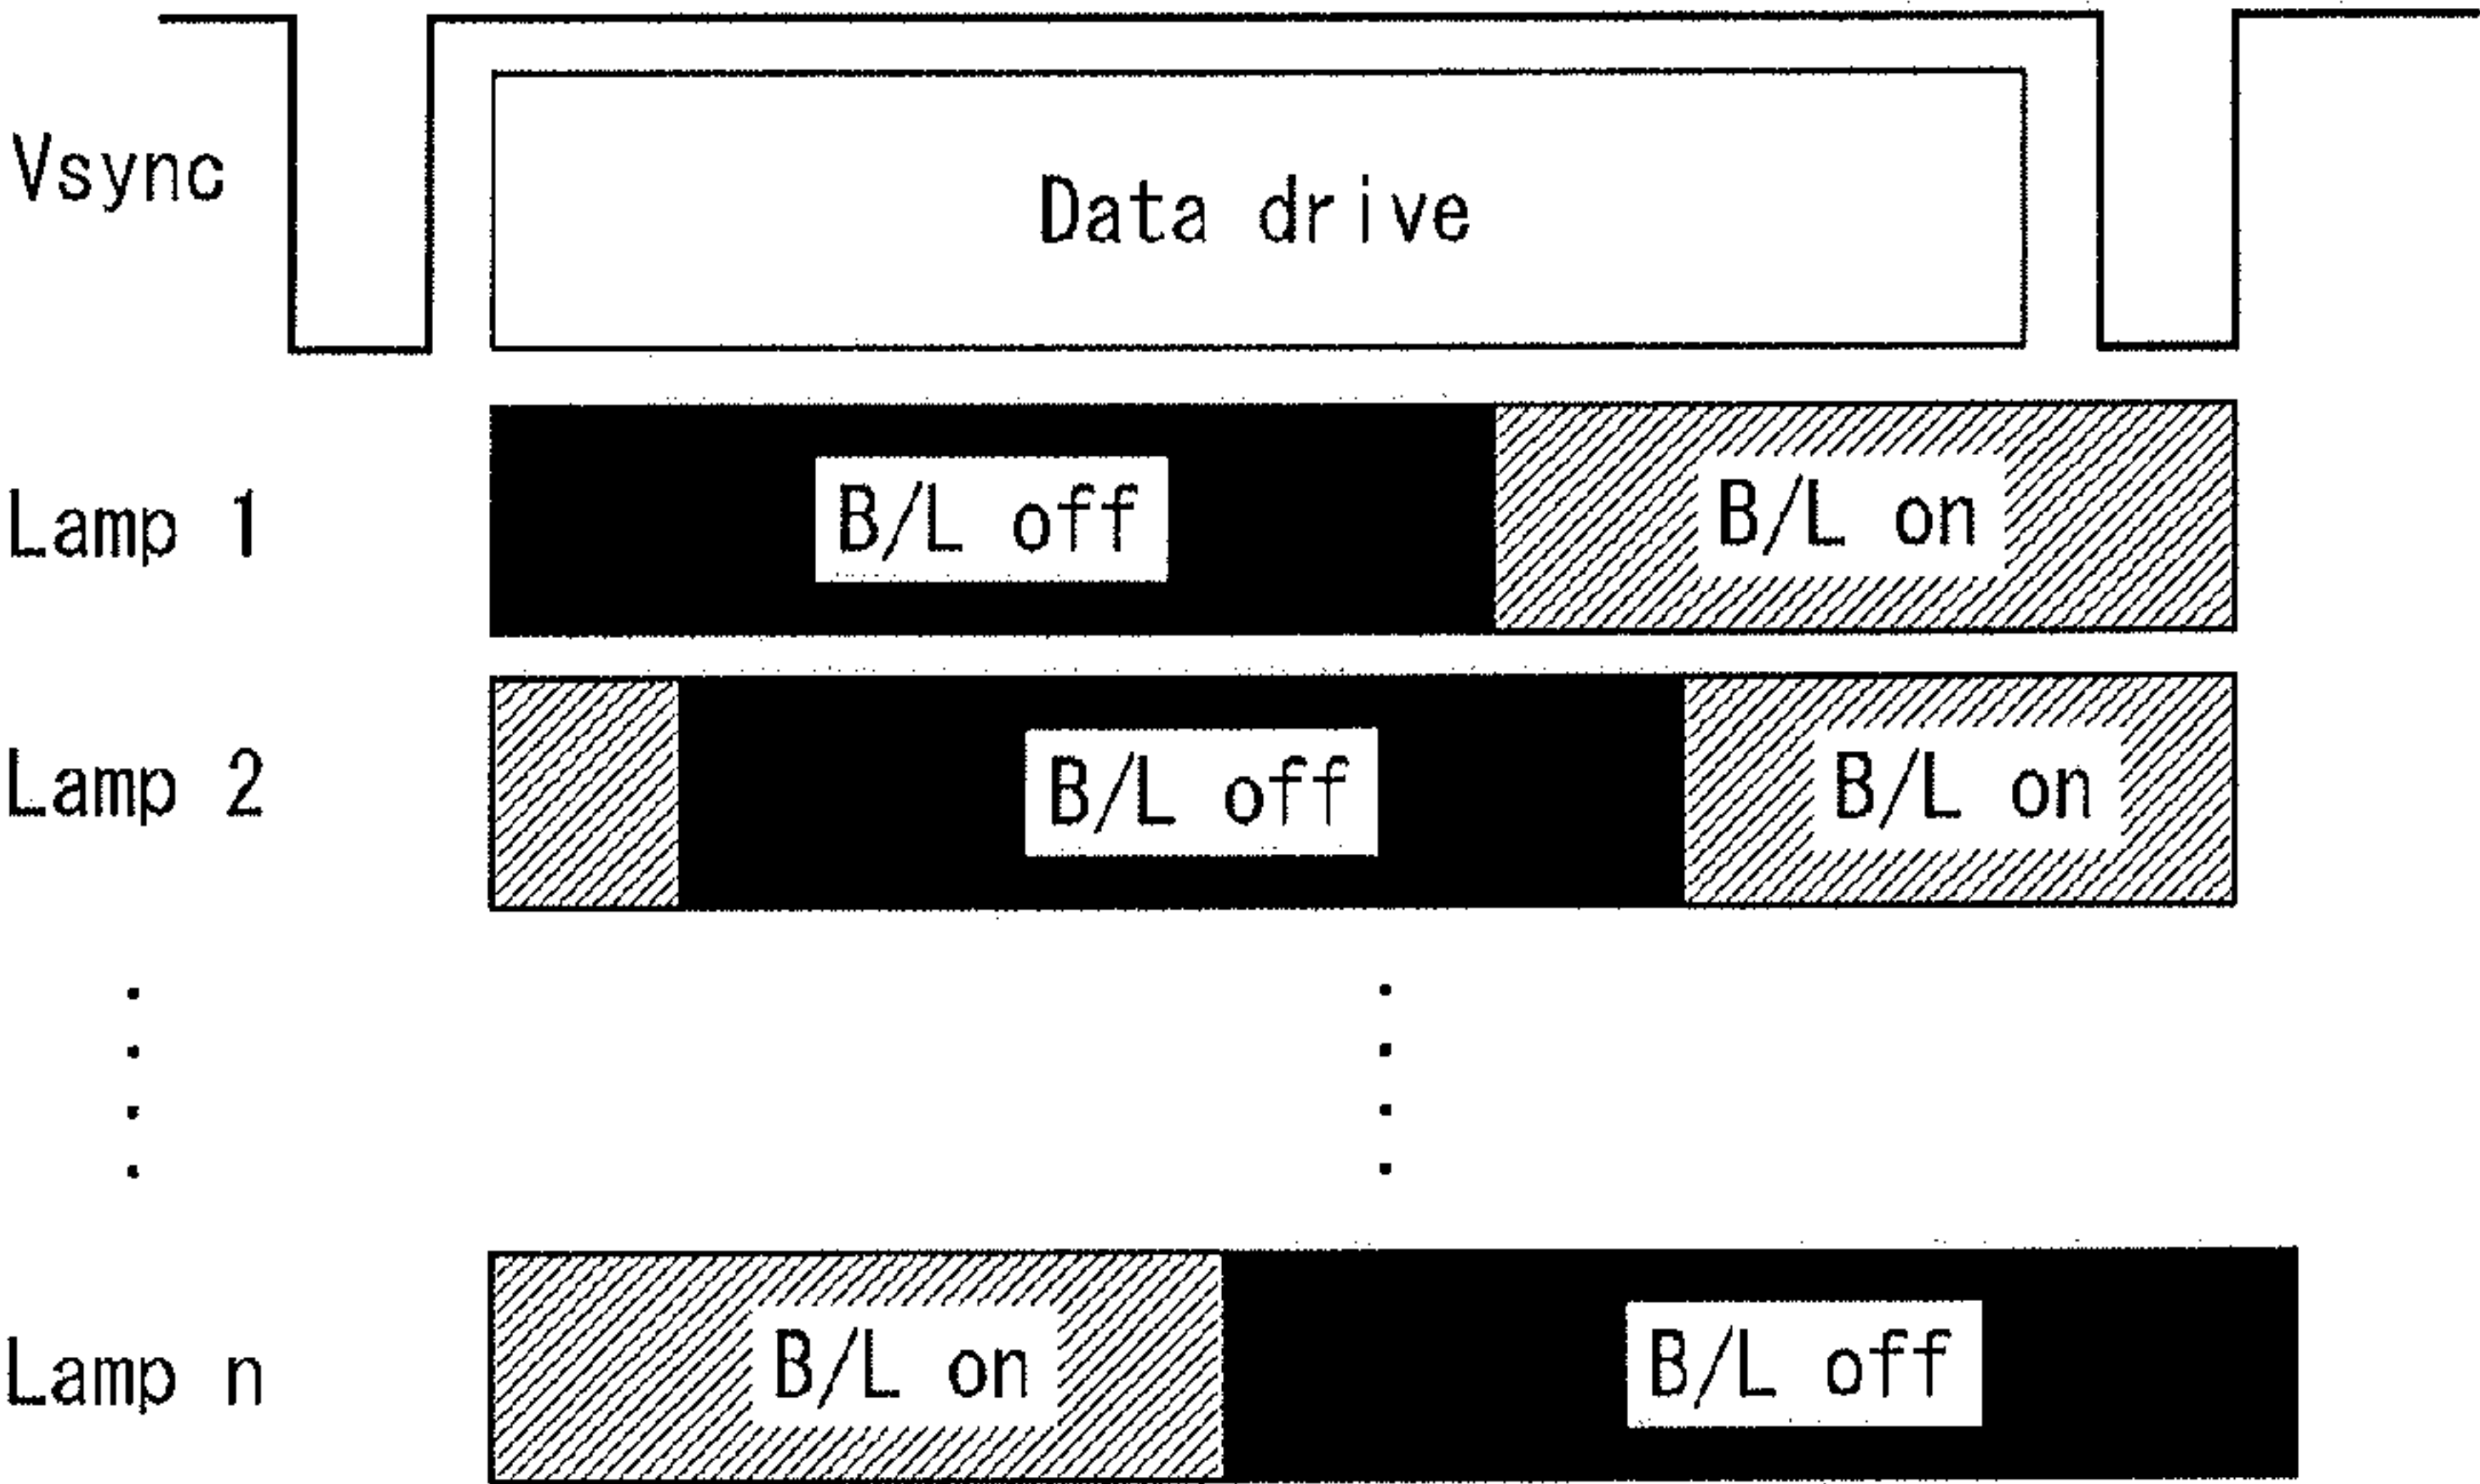 Vsync
Data drive
Lamp 1
B/L off
B/L on
Lamp 2
B/L off
B/L on
Lamp n
B/L on
B/L off